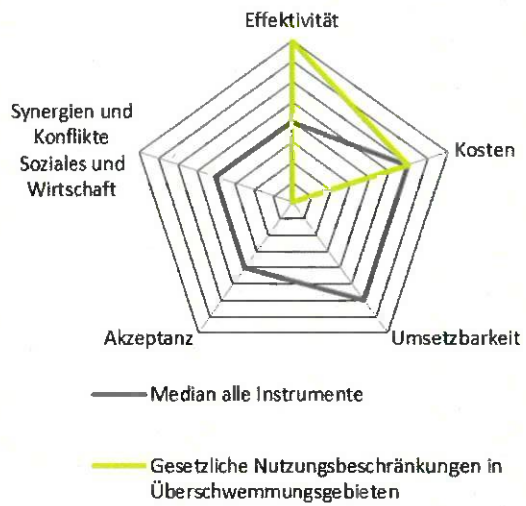 Effektivität
Synergien und
Konflikte
Soziales und
Wirtschaft
Kosten
Akzeptanz
Umsetzbarkeit
Median alle Instrumente
Gesetzliche Nutzungsbeschränkungen in
Überschwemmungsgebieten